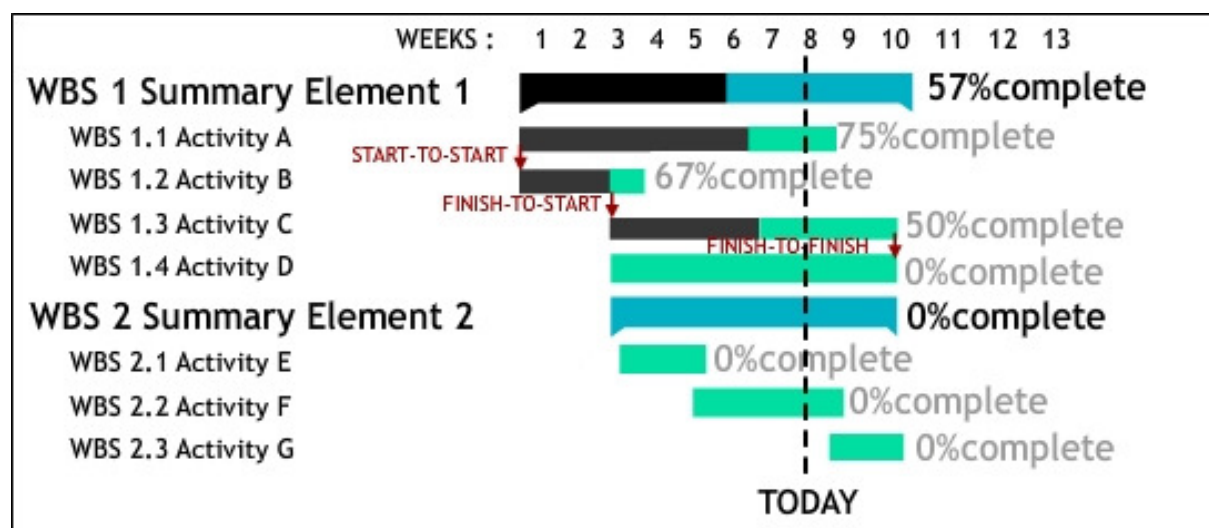 WEEKS : 1 2 3 4 5 6 7 8 9 10 11 12 13
WBS 1 Summary Element 1 57%complete
WBS 1.1 Activity A 75%complete
START-TO-START
WBS 1.2 Activity B 67%complete
FINISH-TO-START
WBS 1.3 Activity C 50%complete
FINISH-TO-FINISH
WBS 1.4 Activity D 0%complete
WBS 2 Summary Element 2 0%complete
WBS 2.1 Activity E 0%complete
WBS 2.2 Activity F 0%complete
WBS 2.3 Activity G 0%complete
TODAY